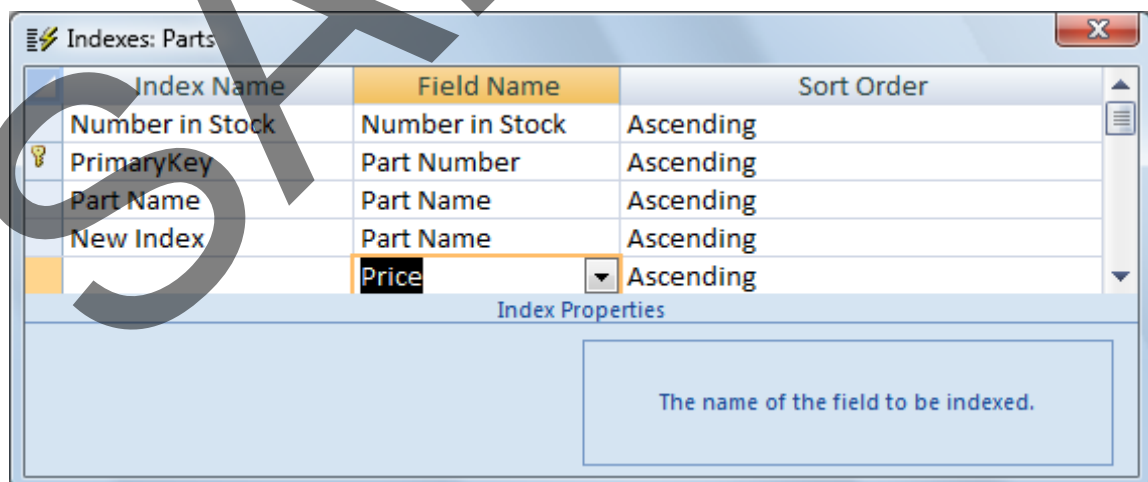 Indexes: Parts
Index Name Field Name Sort Order
Number in Stock Number in Stock Ascending
PrimaryKey Part Number Ascending
Part Name Part Name Ascending
New Index Part Name Ascending
Price Ascending
Index Properties
The name of the field to be indexed.